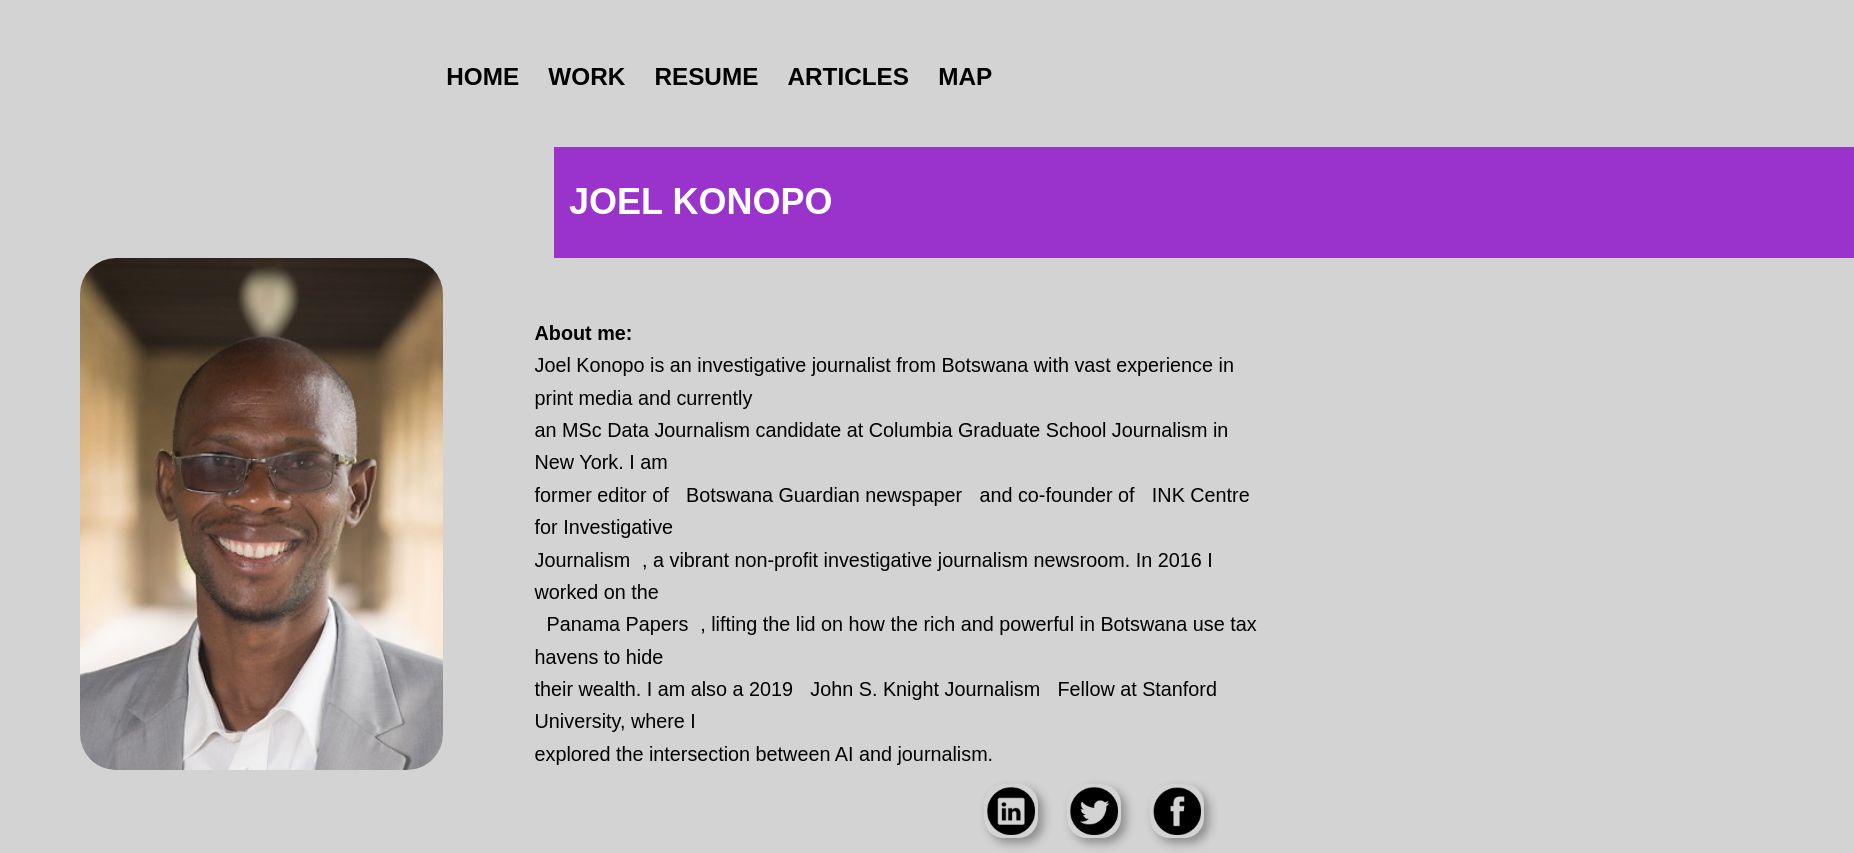 HOME WORK RESUME ARTICLES MAP
JOEL KONOPO
About me:
Joel Konopo is an investigative journalist from Botswana with vast experience in
print media and currently
an MSc Data Journalism candidate at Columbia Graduate School Journalism in
New York. I am
former editor of Botswana Guardian newspaper and co-founder of INK Centre
for Investigative
Journalism , a vibrant non-profit investigative journalism newsroom. In 2016 I
worked on the
Panama Papers , lifting the lid on how the rich and powerful in Botswana use tax
havens to hide
their wealth. I am also a 2019 John S. Knight Journalism Fellow at Stanford
University, where I
explored the intersection between AI and journalism.